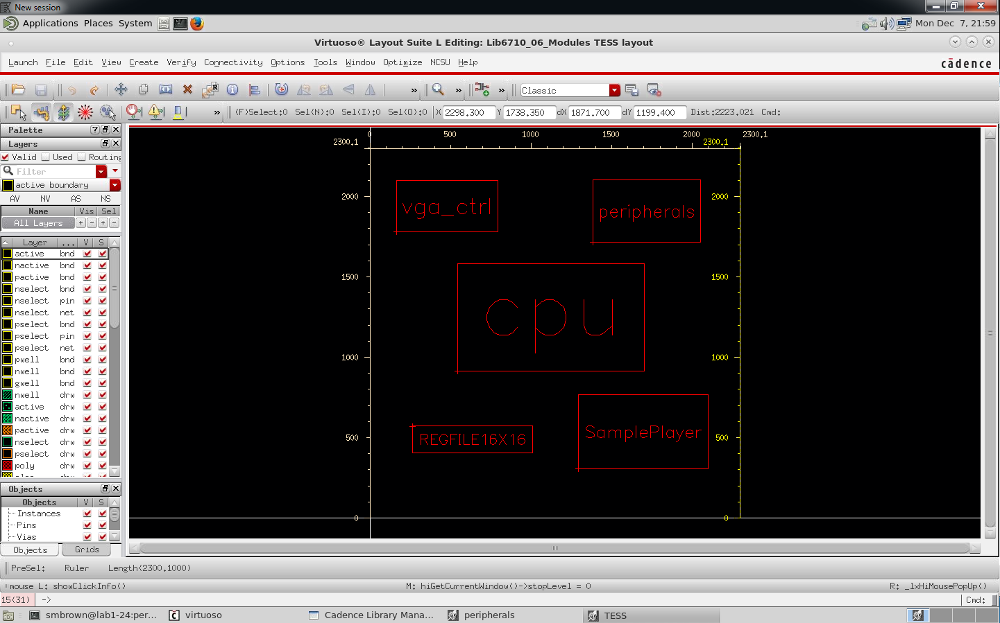 New session
Applications Places System Mon Dec 7, 21:59
Virtuoso® Layout Suite L Editing: Lib6710_06_Modules TESS layout
Launch File Edit View Create Verify Connectivity Options Tools Window Optimize NCSU Help cādence
» R » » Classic
» (F)Select:0 Sel(N):0 Sel(I):0 Sel(O):0 X 2298.300 Y 1738.350 dX 1871.700 dY 1199.400 Dist:2223.021 Cmd:
Palette
Layers
Valid Used Routing
Filter
active boundary
AV NV AS NS
Name Vis Sel
All Layers + - + -
Layer ... V S
active bnd
nactive bnd
pactive bnd
nselect bnd
nselect pin
nselect net
pselect bnd
pselect pin
pselect net
pwell bnd
nwell bnd
gwell bnd
nwell drw
active drw
nactive drw
pactive drw
nselect drw
pselect drw
poly drw
Objects
Objects V S
Instances
Pins
Vias
Objects Grids
0 500 1000 1500 2000 2300.1
2300.1 2300.1
2000 2000
vga_ctrl peripherals
1500 1500
cpu
1000 1000
500 REGFILE16X16 SamplePlayer 500
0 0
PreSel: Ruler Length(2300.1000)
mouse L: showClickInfo() M: hiGetCurrentWindow()->stopLevel = 0 R: _lxHiMousePopUp()
15(31) -> Cmd:
smbrown@lab1-24:per... virtuoso Cadence Library Mana... peripherals TESS